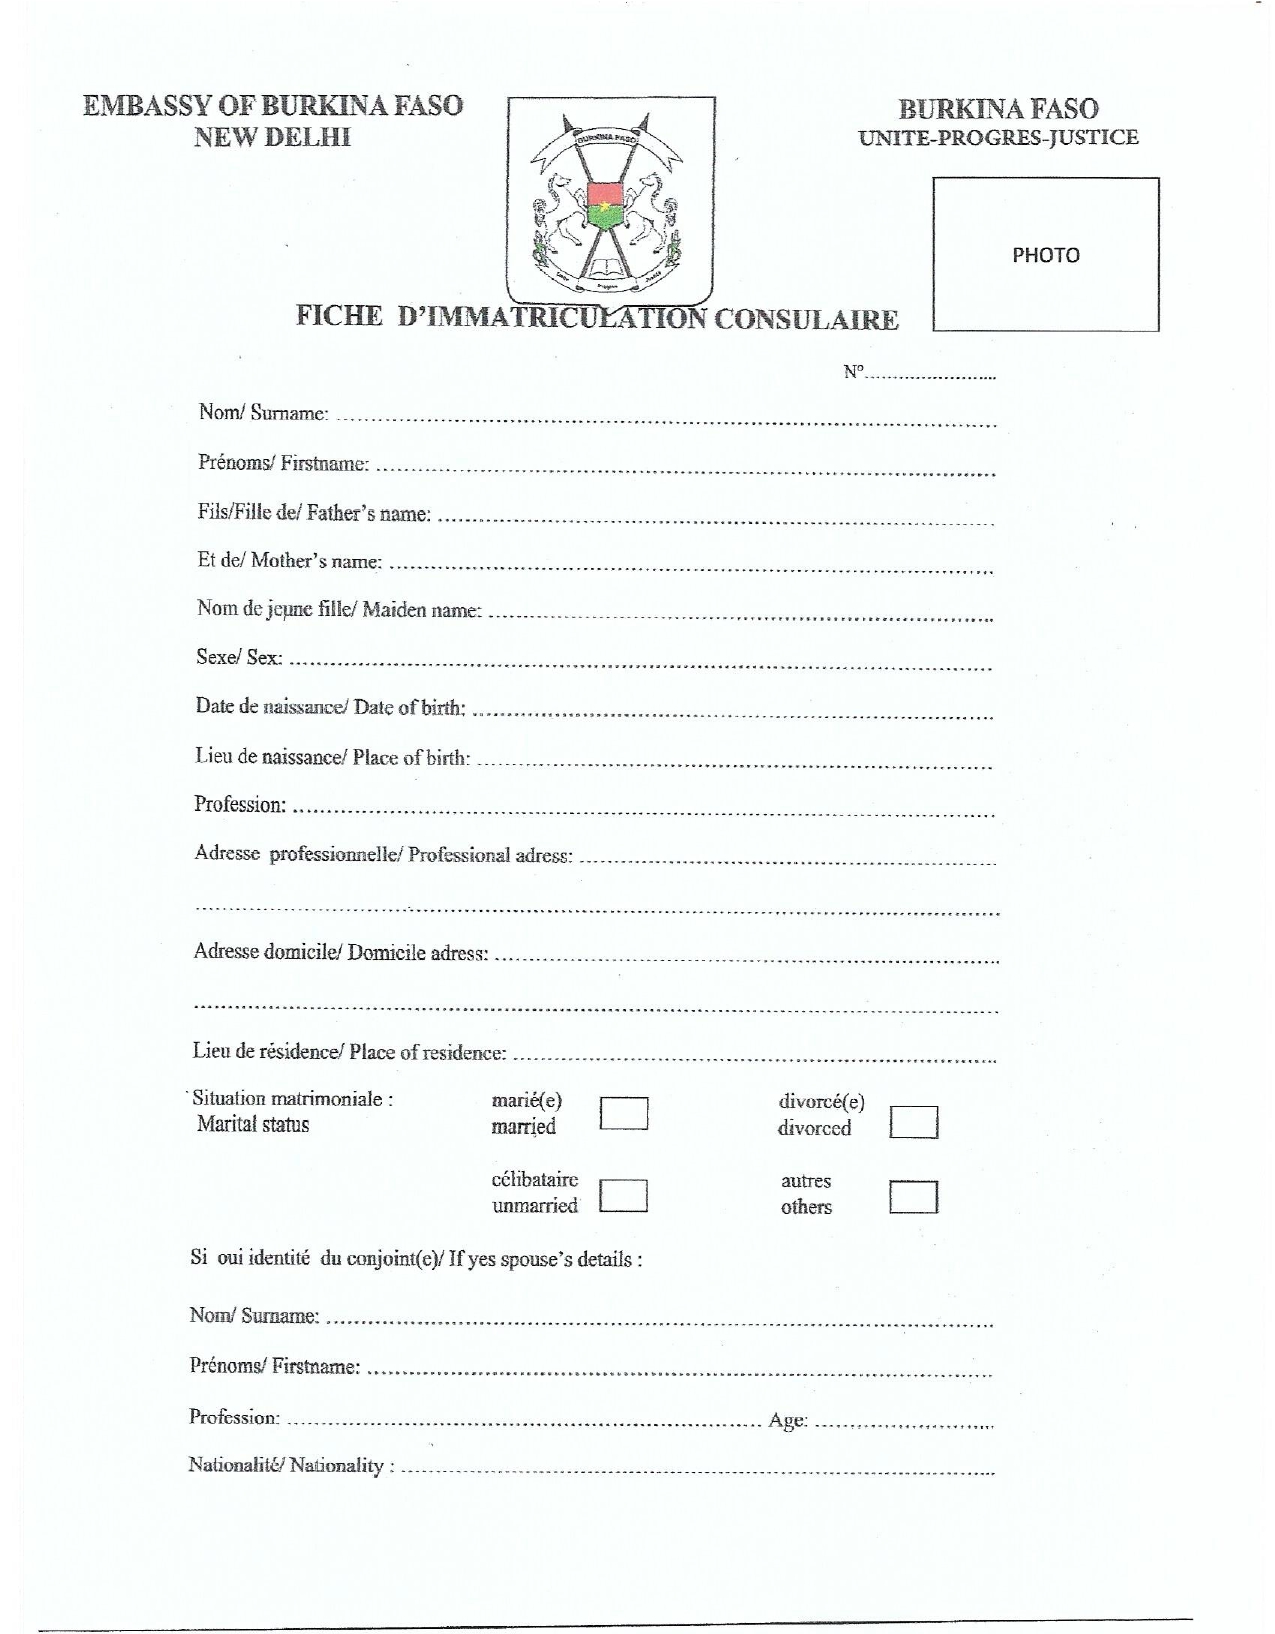 EMBASSY OF BURKINA FASO
NEW DELHI
BURKINA FASO
BURKINA FASO
UNITE-PROGRES-JUSTICE
PHOTO
FICHE D'IMMATRICULATION CONSULAIRE
N°........................
Nom/ Surname: ........................
Prénoms/ Firstname: ........................
Fils/Fille de/ Father's name: ........................
Et de/ Mother's name: ........................
Nom de jeune fille/ Maiden name: ........................
Sexe/ Sex: ........................
Date de naissance/ Date of birth: ........................
Lieu de naissance/ Place of birth: ........................
Profession: ........................
Adresse professionnelle/ Professional adress: ........................
........................
Adresse domicile/ Domicile adress: ........................
........................
Lieu de résidence/ Place of residence: ........................
Situation matrimoniale : marié(e) divorcé(e)
Marital status married divorced
célibataire autres
unmarried others
Si oui identité du conjoint(e)/ If yes spouse's details :
Nom/ Surname: ........................
Prénoms/ Firstname: ........................
Profession: ........................ Age: ........................
Nationalité/ Nationality : ........................